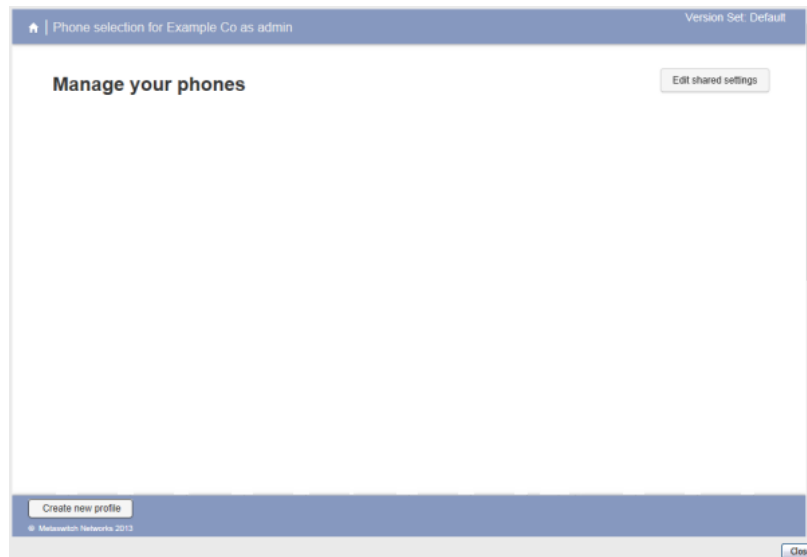 Version Set: Default
Phone selection for Example Co as admin
Manage your phones
Edit shared settings
Create new profile
© Metaswitch Networks 2013
Clos